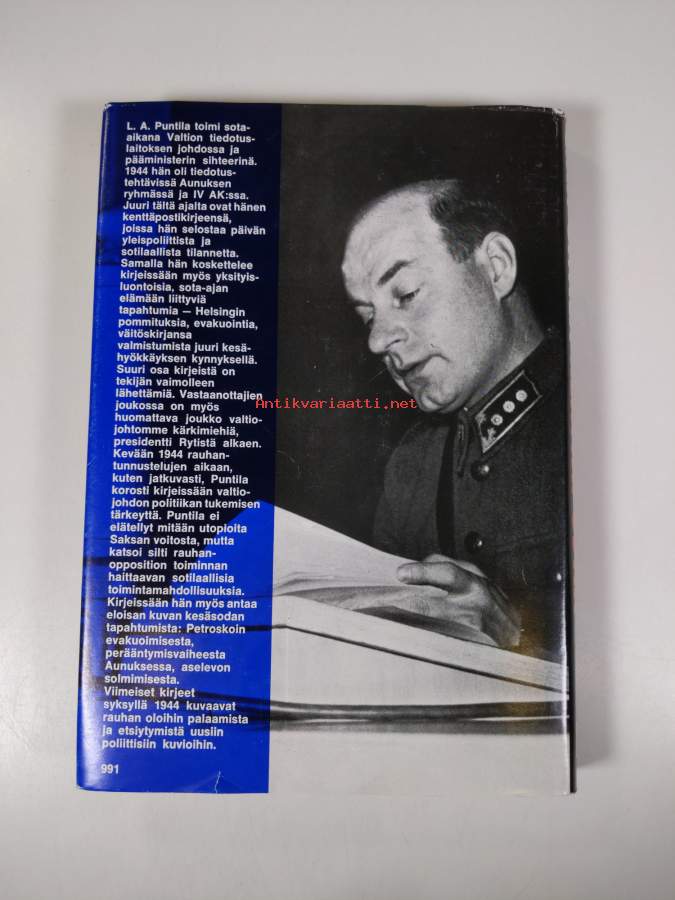 L. A. Puntila toimi sota-
aikana Valtion tiedotus-
laitoksen johdossa ja
pääministerin sihteerinä.
1944 hän oli tiedotus-
tehtävissä Aunuksen
ryhmässä ja IV AK:ssa.
Juuri tältä ajalta ovat hänen
kenttäpostikirjeensä,
joissa hän selostaa päivän
yleispoliittista ja
sotilaallista tilannetta.
Samalla hän koskettelee
kirjeissään myös yksityis-
luontoisia, sota-ajan
elämään liittyviä
tapahtumia — Helsingin
pommituksia, evakuointia,
väitöskirjansa
valmistumista juuri kesä-
hyökkäyksen kynnyksellä.
Suuri osa kirjeistä on
tekijän vaimolleen
lähettämiä. Vastaanottajien
joukossa on myös
huomattava joukko valtio-
johtomme kärkimiehiä,
presidentti Rytistä alkaen.
Kevään 1944 rauhan-
tunnustelujen aikaan,
kuten jatkuvasti, Puntila
korosti kirjeissään valtio-
johdon politiikan tukemisen
tärkeyttä. Puntila ei
elätellyt mitään utopioita
Saksan voitosta, mutta
katsoi silti rauhan-
opposition toiminnan
haittaavan sotilaallisia
toimintamahdollisuuksia.
Kirjeissään hän myös antaa
eloisan kuvan kesäsodan
tapahtumista: Petroskoin
evakuoimisesta,
perääntymisvaiheesta
Aunuksessa, aselevon
solmimisesta.
Viimeiset kirjeet
syksyllä 1944 kuvaavat
rauhan oloihin palaamista
ja etsiytymistä uusiin
poliittisiin kuvioihin.
991
Antikvariaatti.net